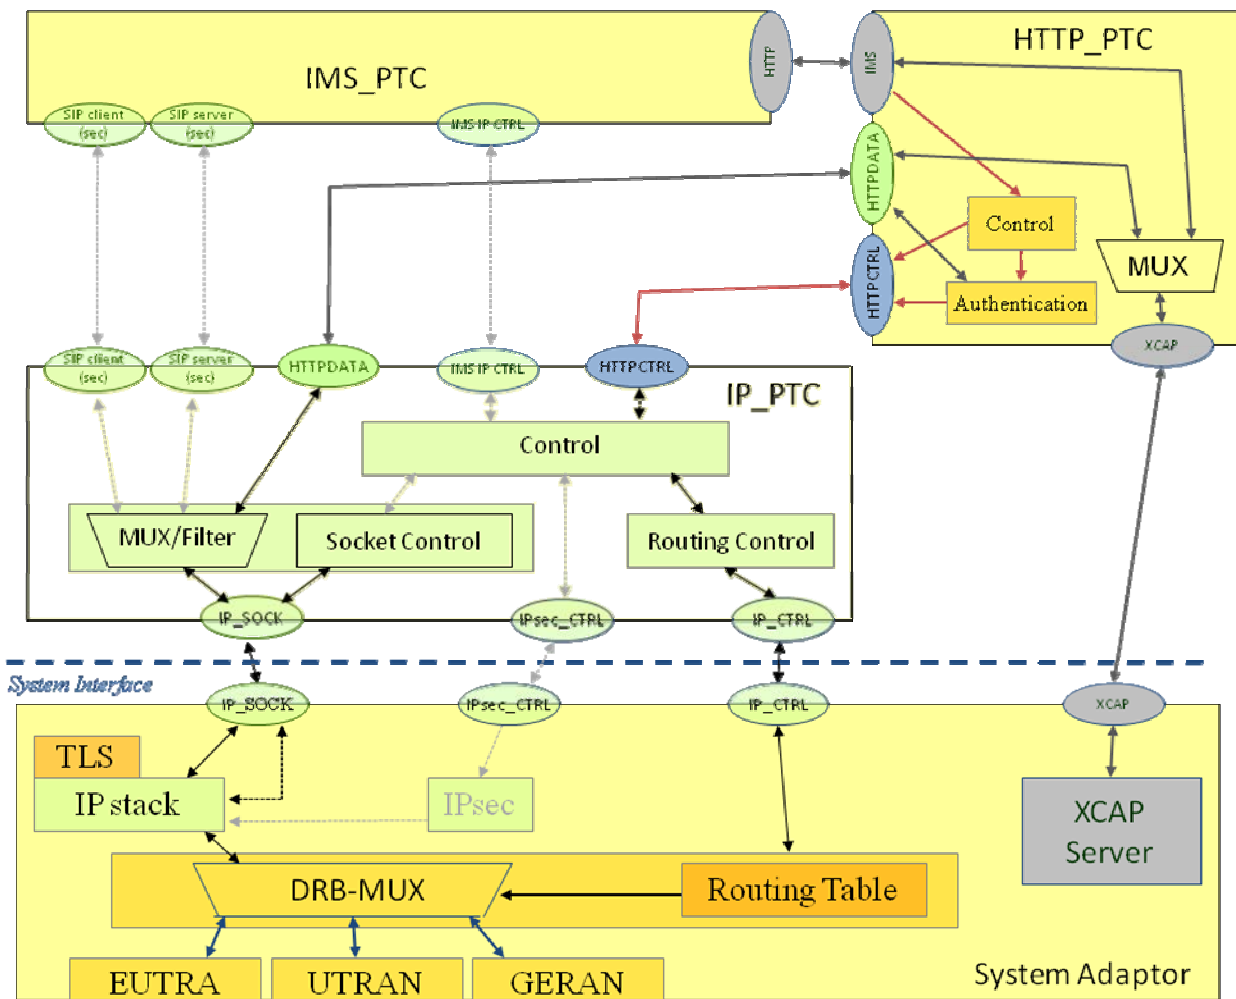 IMS_PTC
HTTP
IMS
HTTP_PTC
SIP client
(sec)
SIP server
(sec)
IMS IP CTRL
HTTPDATA
Control
HTTPCTRL
Authentication
MUX
XCAP
SIP client
(sec)
SIP server
(sec)
HTTPDATA
IMS IP CTRL
HTTPCTRL
IP_PTC
Control
MUX/Filter
Socket Control
Routing Control
IP_SOCK
IPsec_CTRL
IP_CTRL
System Interface
IP_SOCK
IPsec_CTRL
IP_CTRL
XCAP
TLS
IP stack
IPsec
XCAP
Server
DRB-MUX
Routing Table
EUTRA
UTRAN
GERAN
System Adaptor